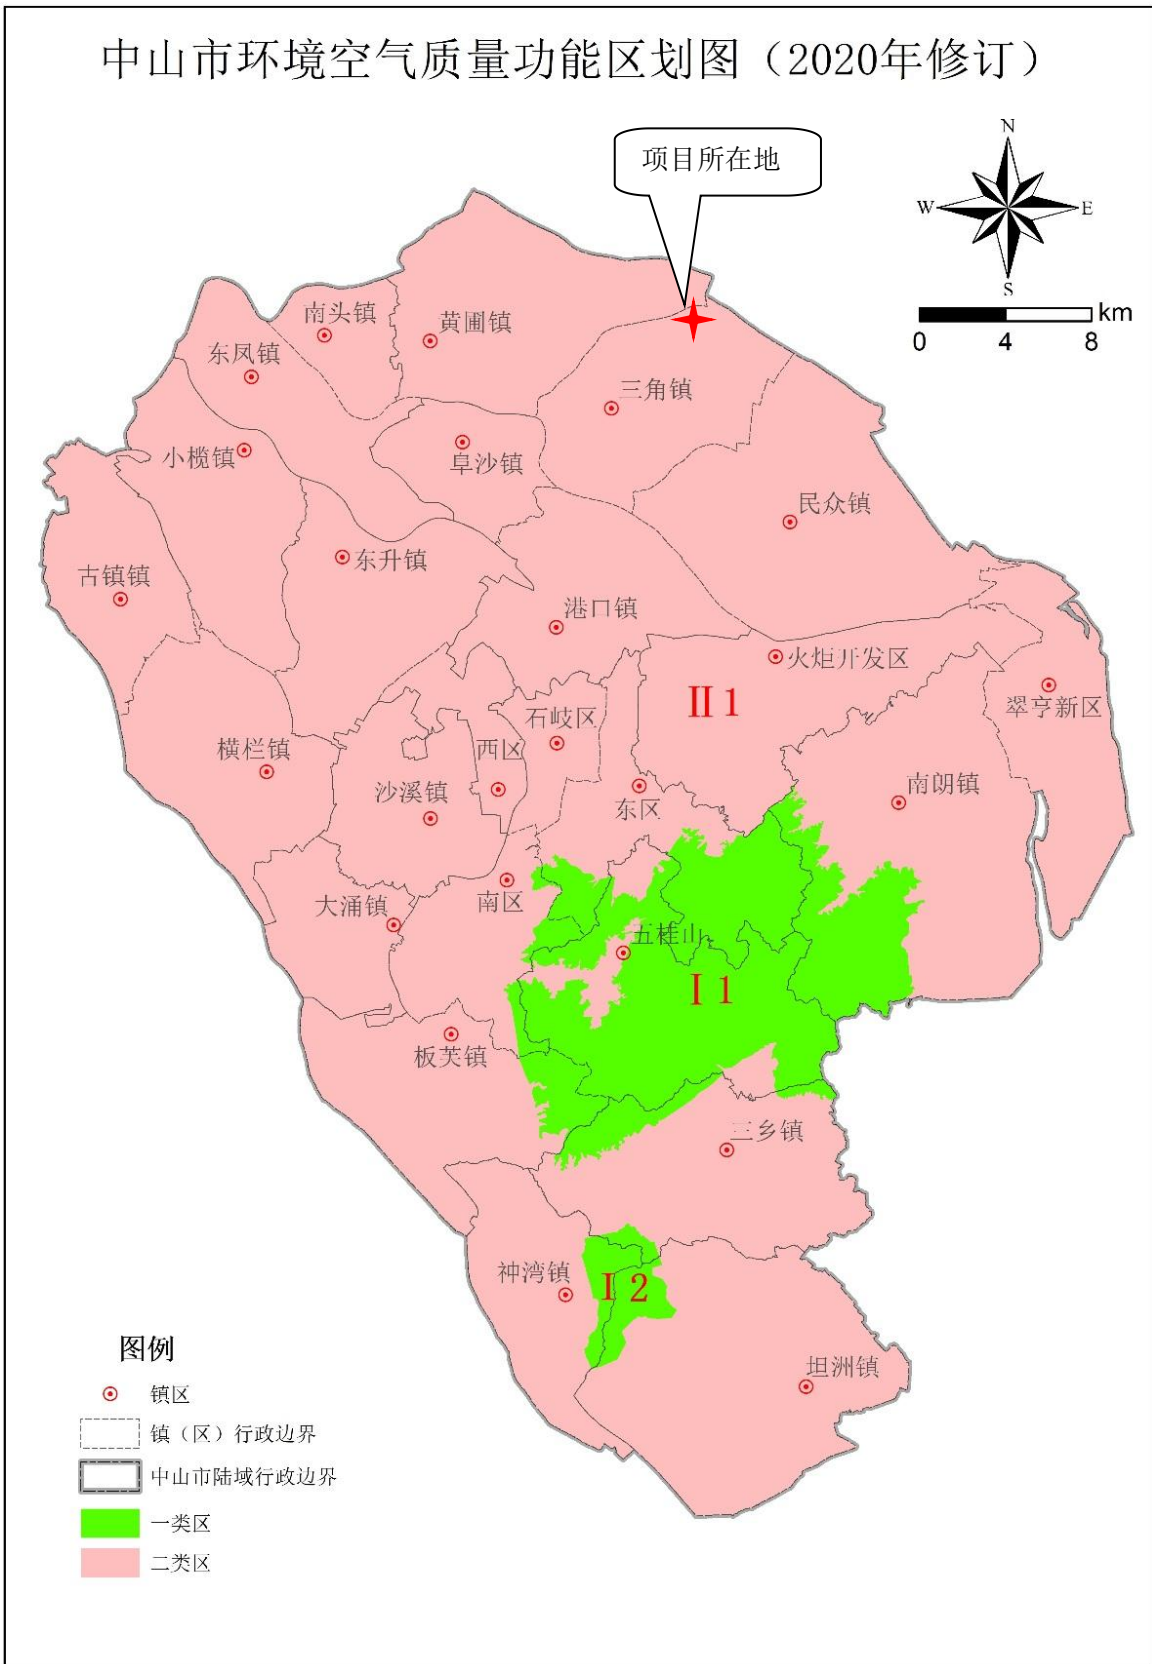 中山市环境空气质量功能区划图（2020年修订）
项目所在地
N
W
E
S
km
0 4 8
南头镇
黄圃镇
东凤镇
三角镇
小榄镇
阜沙镇
民众镇
东升镇
古镇镇
港口镇
火炬开发区
Ⅱ1
翠亨新区
石岐区
西区
横栏镇
沙溪镇
东区
南朗镇
南区
大涌镇
五桂山
Ⅰ1
板芙镇
三乡镇
神湾镇
Ⅰ2
坦洲镇
图例
镇区
镇（区）行政边界
中山市陆域行政边界
一类区
二类区